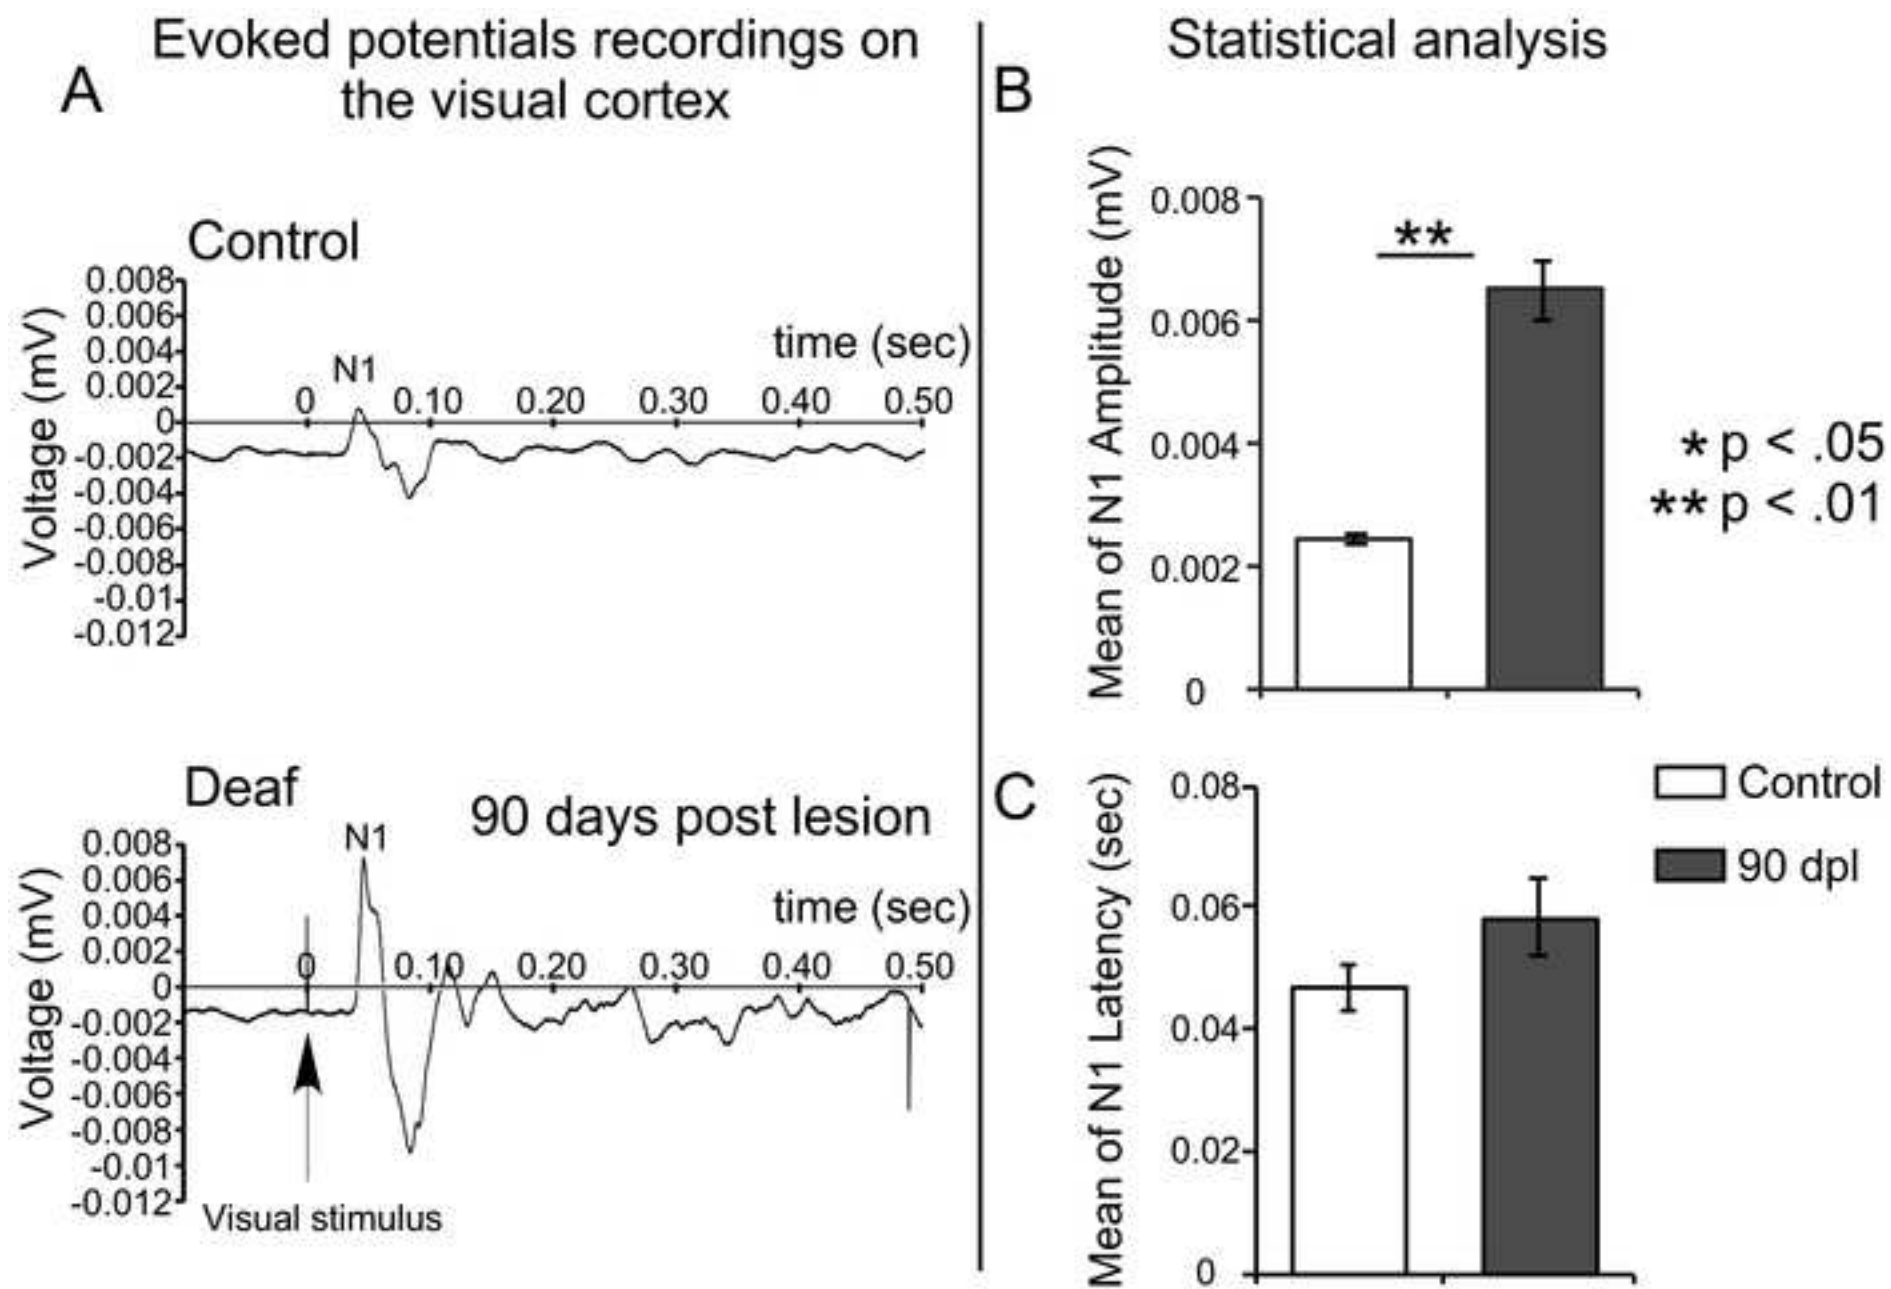 Evoked potentials recordings on
the visual cortex
A
Control
Voltage (mV)
0.008
0.006
0.004
0.002
0
-0.002
-0.004
-0.006
-0.008
-0.01
-0.012
N1
time (sec)
0 0.10 0.20 0.30 0.40 0.50
Deaf
90 days post lesion
Voltage (mV)
0.008
0.006
0.004
0.002
0
-0.002
-0.004
-0.006
-0.008
-0.01
-0.012
N1
time (sec)
0 0.10 0.20 0.30 0.40 0.50
Visual stimulus
Statistical analysis
B
Mean of N1 Amplitude (mV)
0.008
0.006
0.004
0.002
0
**
* p < .05
** p < .01
C
Mean of N1 Latency (sec)
0.08
0.06
0.04
0.02
0
Control
90 dpl